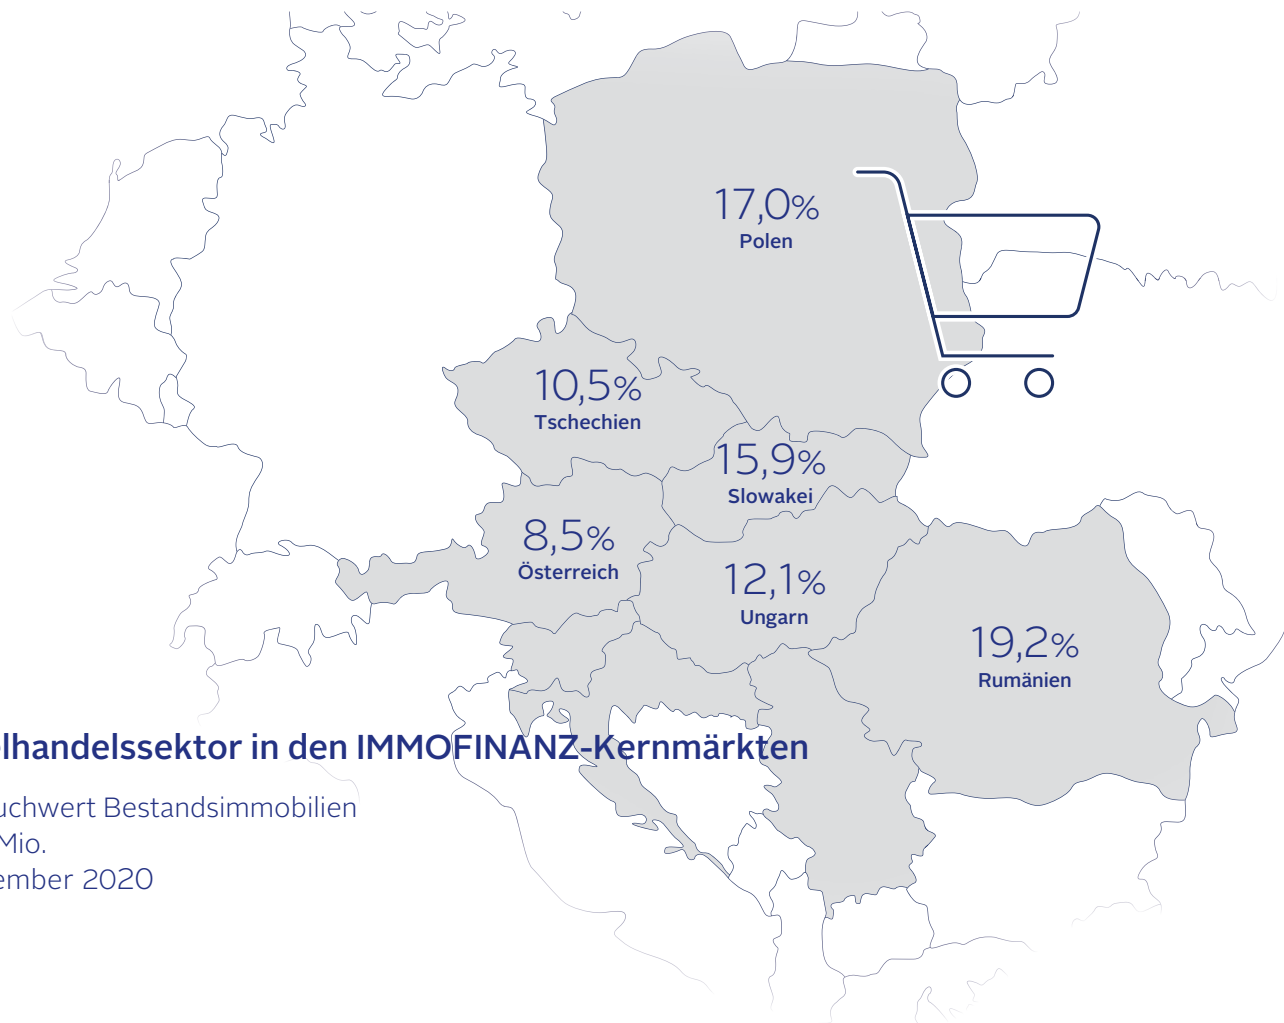 17,0%
Polen
10,5%
Tschechien
15,9%
Slowakei
8,5%
Österreich
12,1%
Ungarn
19,2%
Rumänien
lhandelssektor in den IMMOFINANZ-Kernmärkten
uchwert Bestandsimmobilien
Mio.
ember 2020